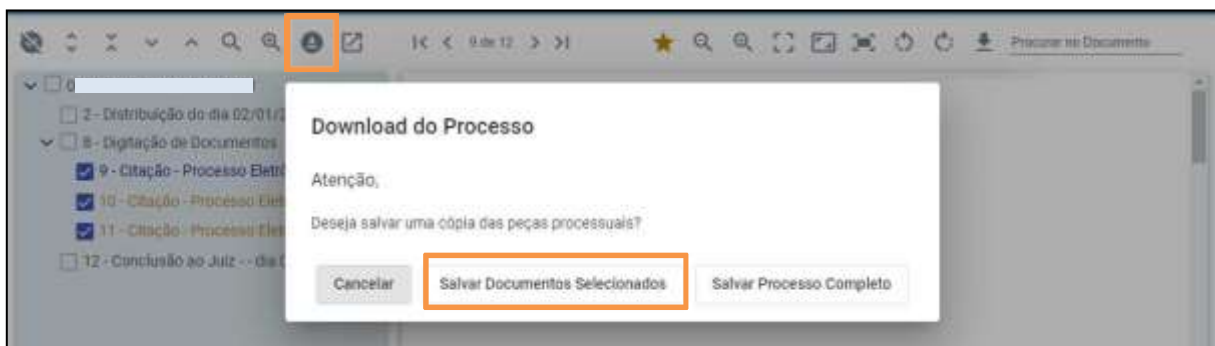 9 de 12
Procurar no Documento
0
2 - Distribuição do dia 02/01/2
8 - Digitação de Documentos
9 - Citação - Processo Eletrô
10 - Citação - Processo Elet
11 - Citação - Processo Elet
12 - Conclusão ao Juiz - - dia
Download do Processo
Atenção,
Deseja salvar uma cópia das peças processuais?
Cancelar
Salvar Documentos Selecionados
Salvar Processo Completo